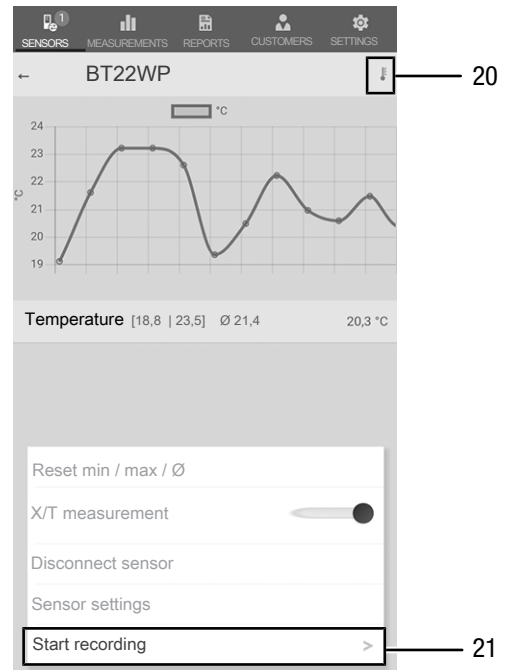 1
SENSORS MEASUREMENTS REPORTS CUSTOMERS SETTINGS
← BT22WP
20
°C
24
23
22
21
20
19
°C
Temperature [18,8 | 23,5] Ø 21,4 20,3 °C
Reset min / max / Ø
X/T measurement
Disconnect sensor
Sensor settings
Start recording >
21